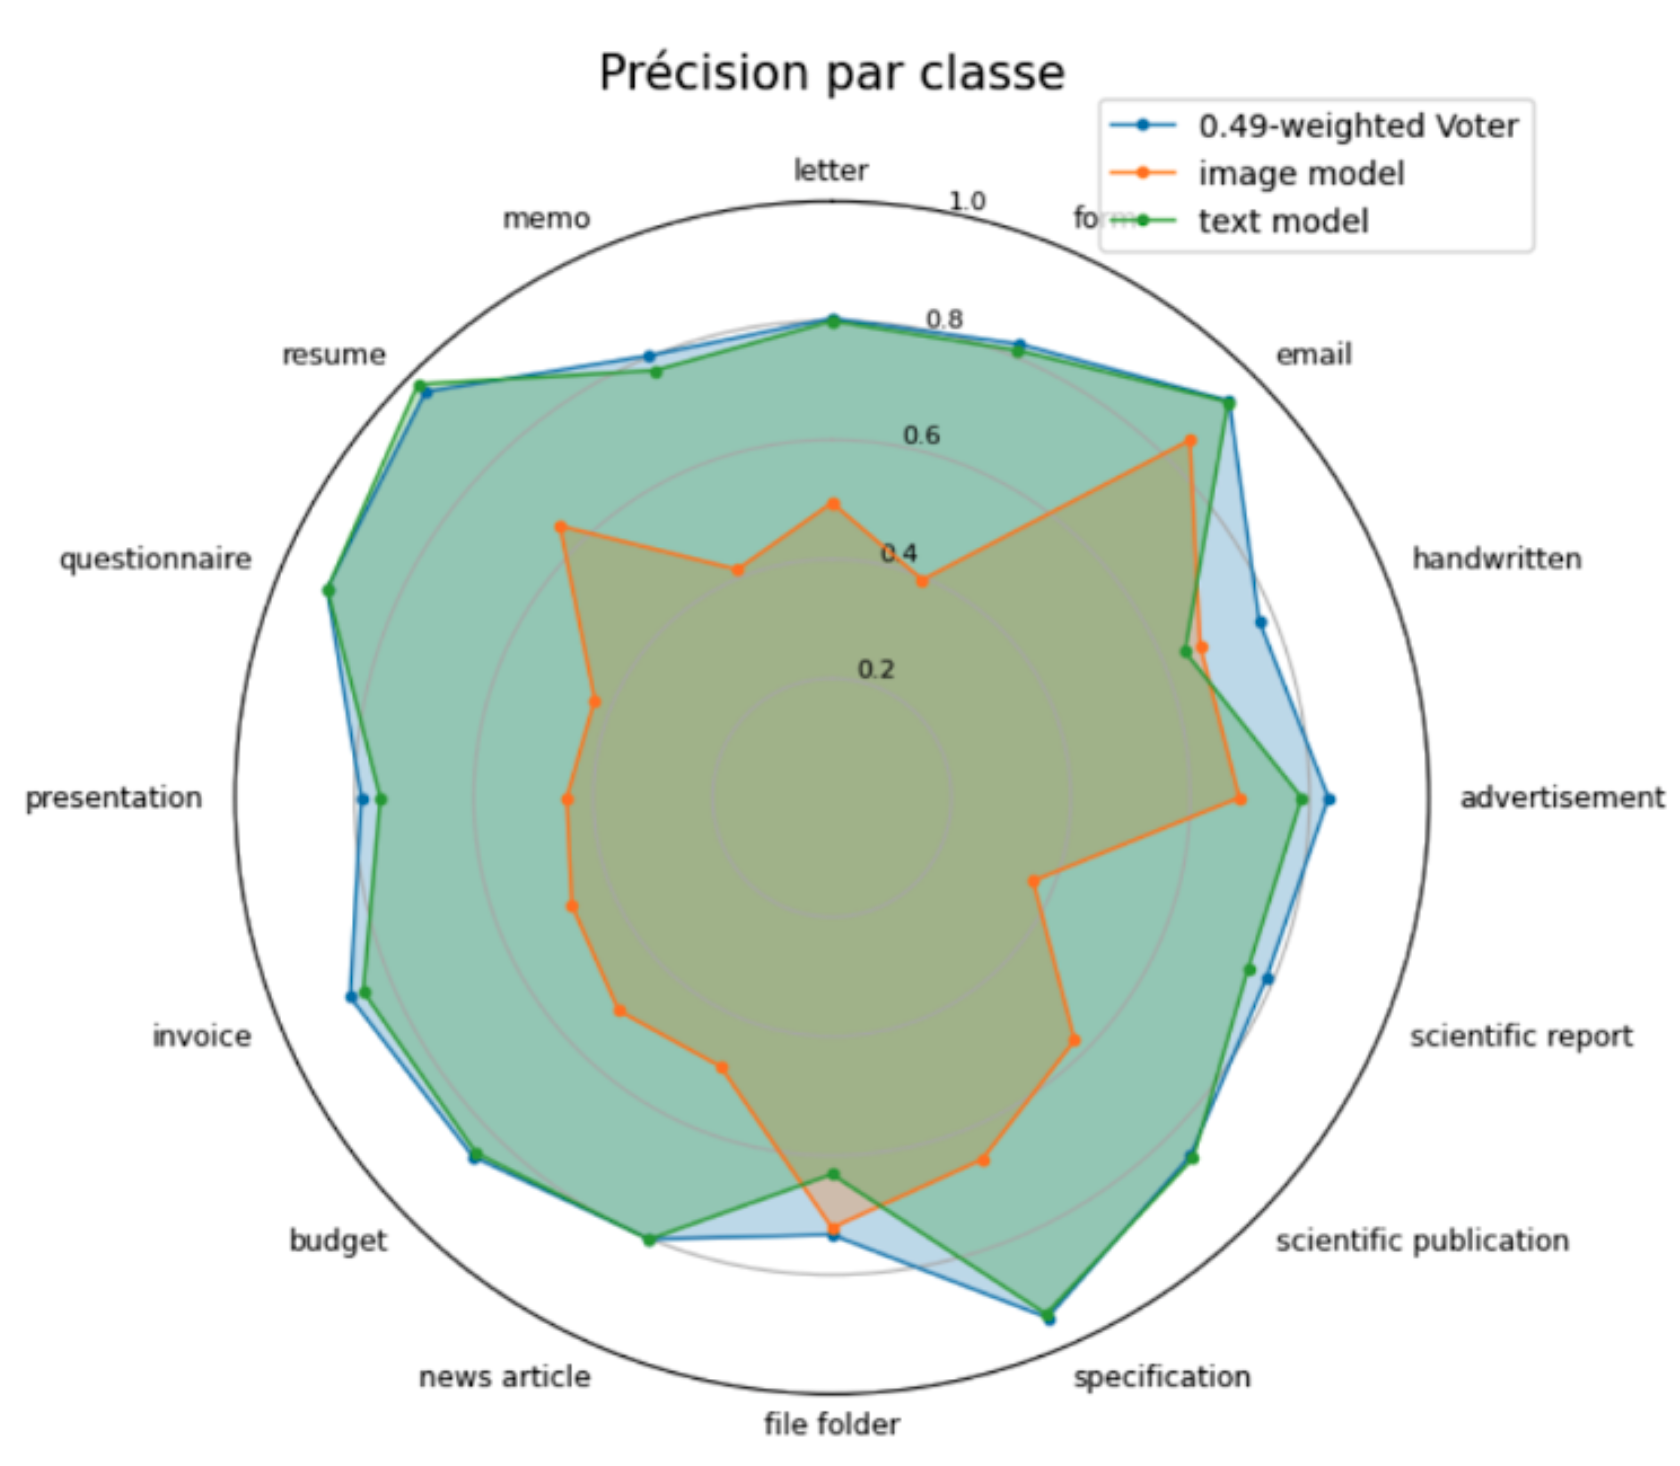 Précision par classe
0.49-weighted Voter
image model
text model
letter
memo
form
resume
email
questionnaire
handwritten
presentation
advertisement
invoice
scientific report
budget
scientific publication
news article
specification
file folder
1.0
0.8
0.6
0.4
0.2